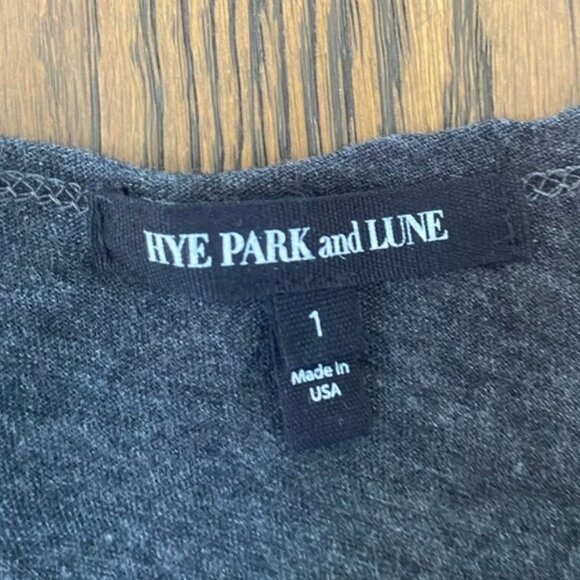 HYE PARK and LUNE
1
Made in
USA